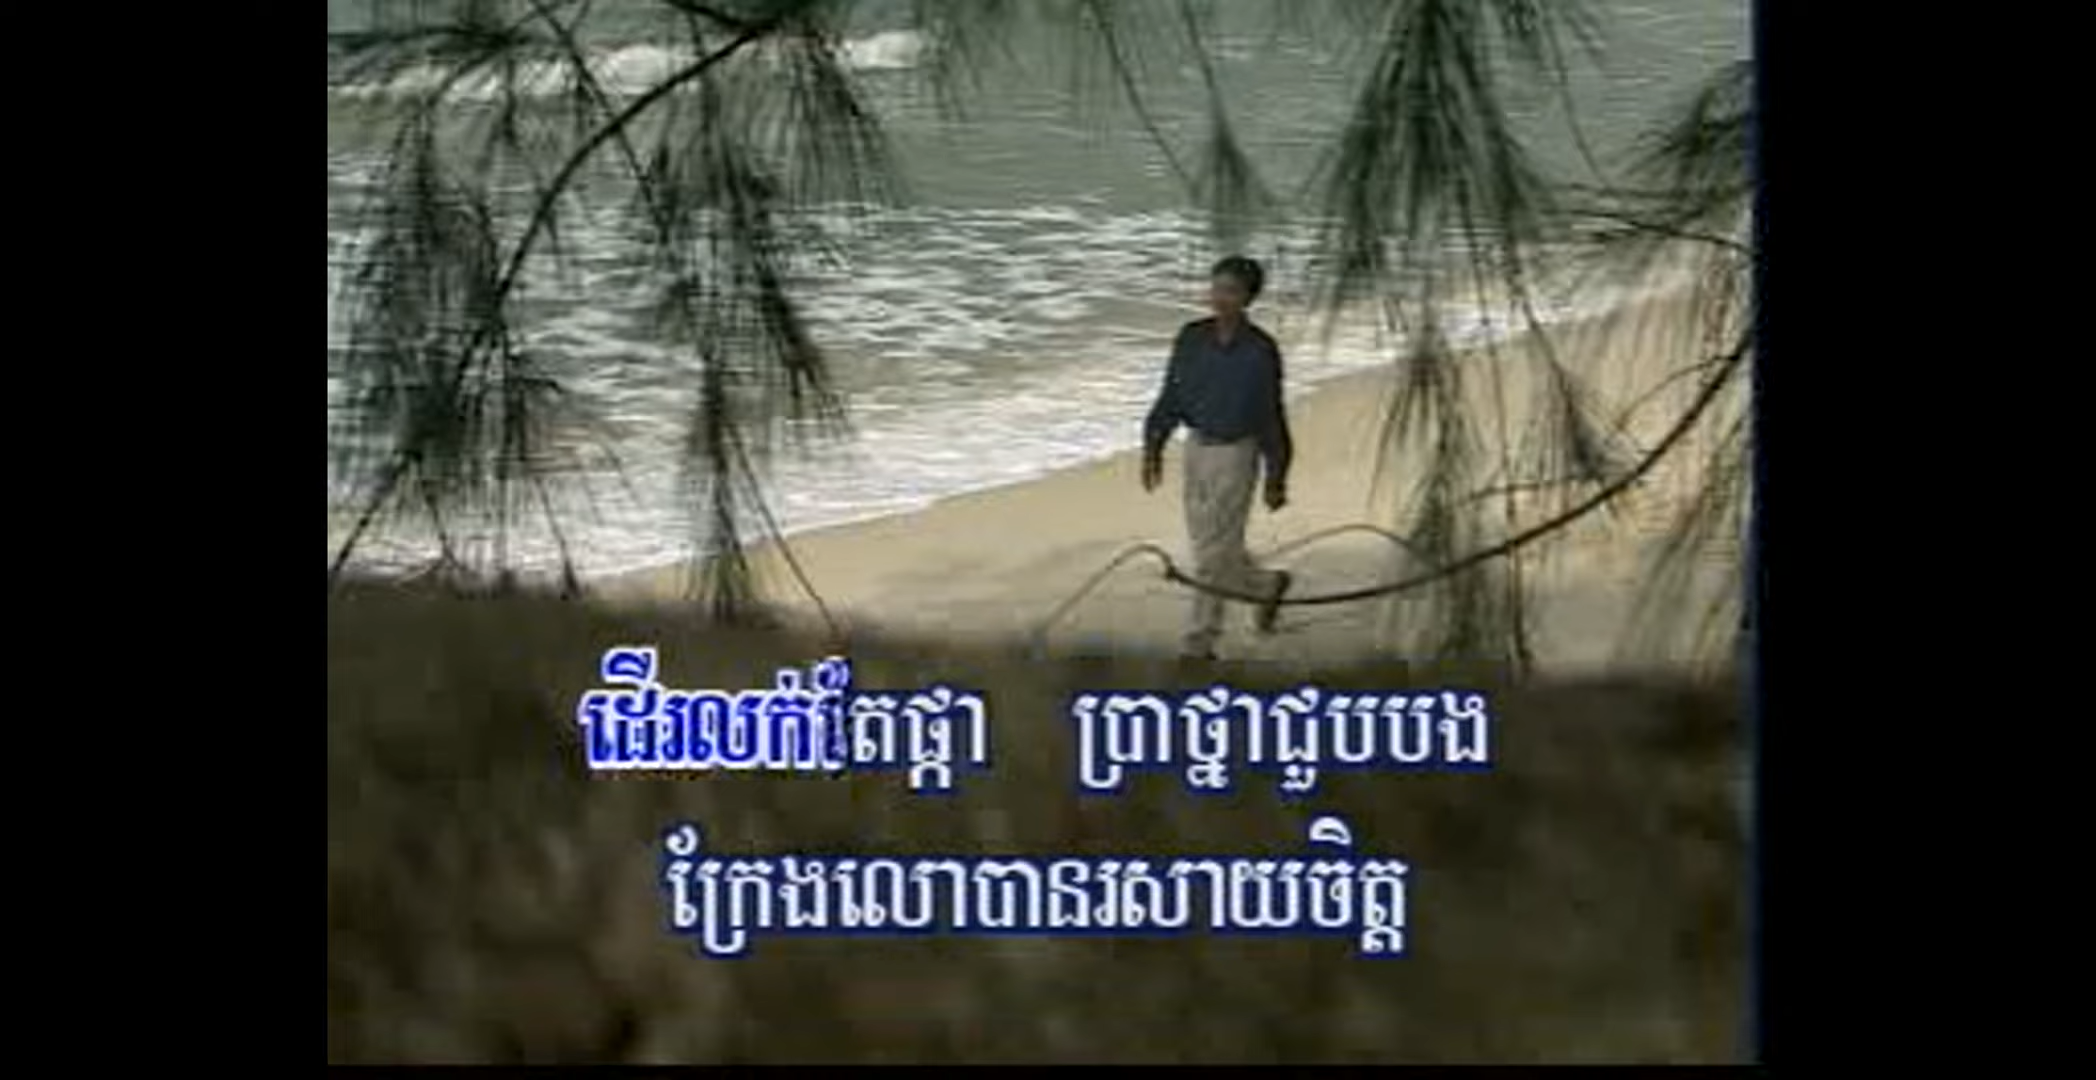 ដើរលក់តែផ្កា ប្រាថ្នាជួបបង
ក្រែងលោបានរសាយចិត្ត